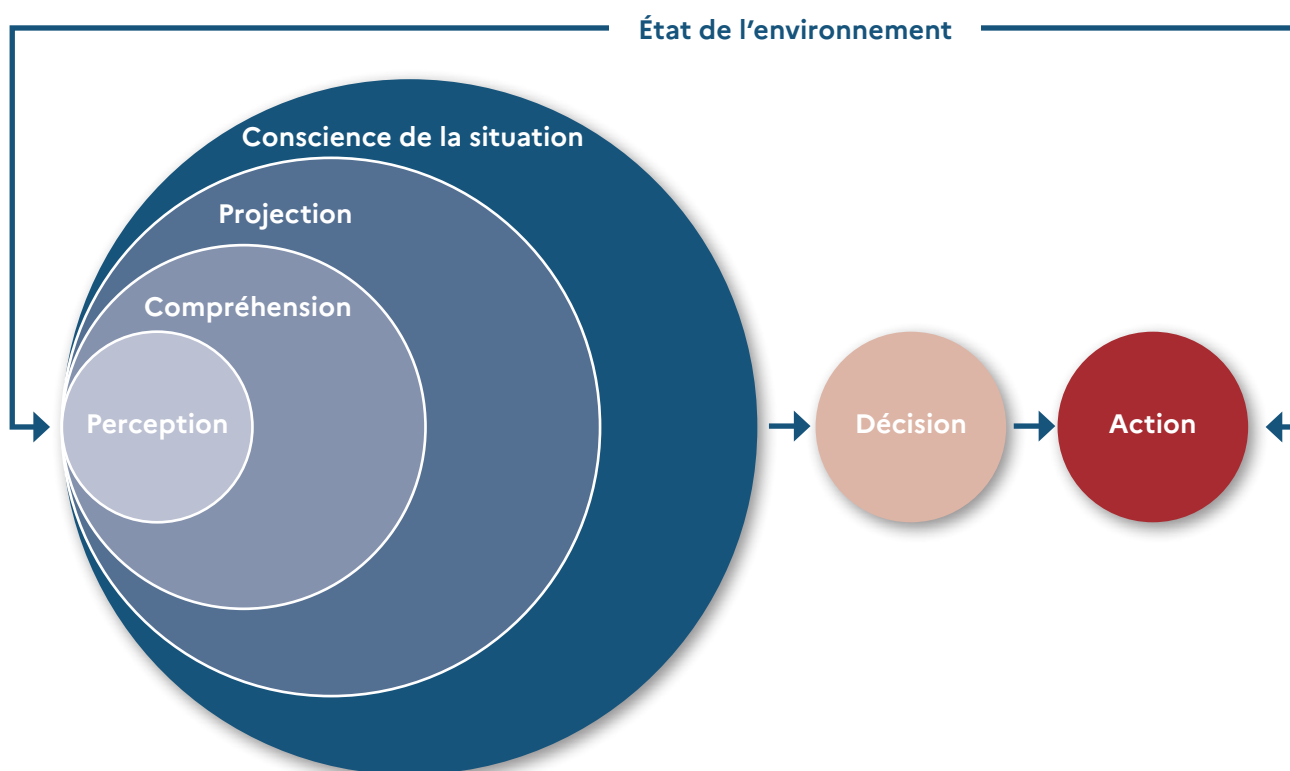 État de l’environnement
Conscience de la situation
Projection
Compréhension
Perception
Décision
Action